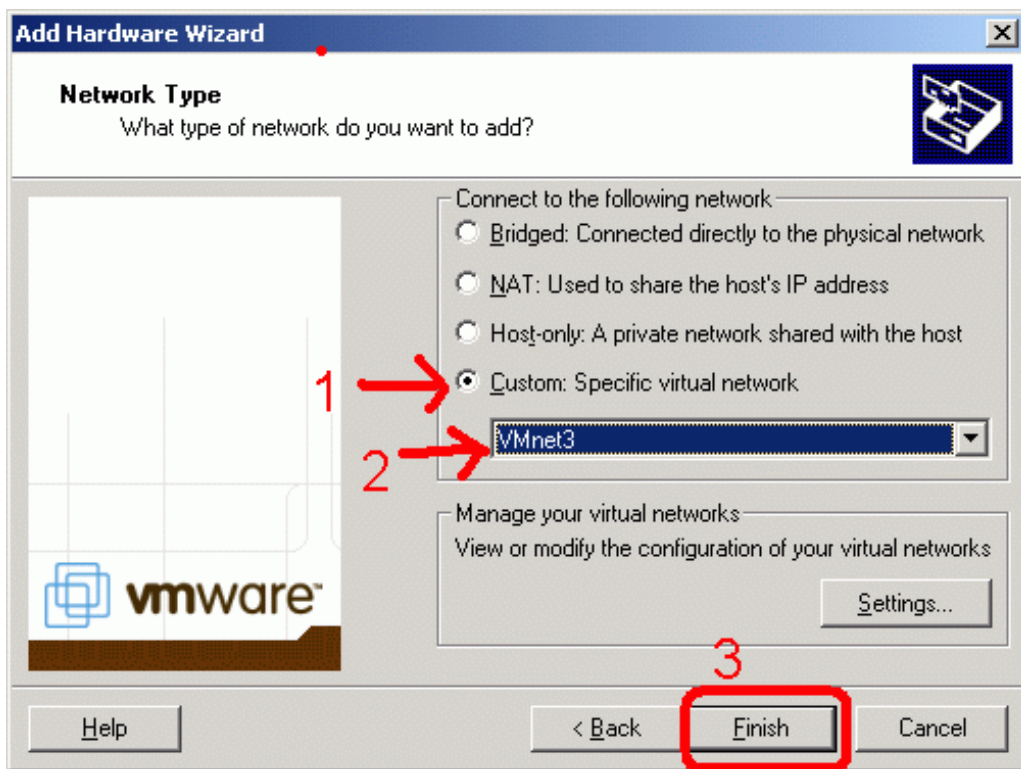 Add Hardware Wizard
Network Type
What type of network do you want to add?
Connect to the following network
Bridged: Connected directly to the physical network
NAT: Used to share the host's IP address
Host-only: A private network shared with the host
1
Custom: Specific virtual network
2
VMnet3
Manage your virtual networks
View or modify the configuration of your virtual networks
vmware™
Settings...
3
Help
< Back
Finish
Cancel